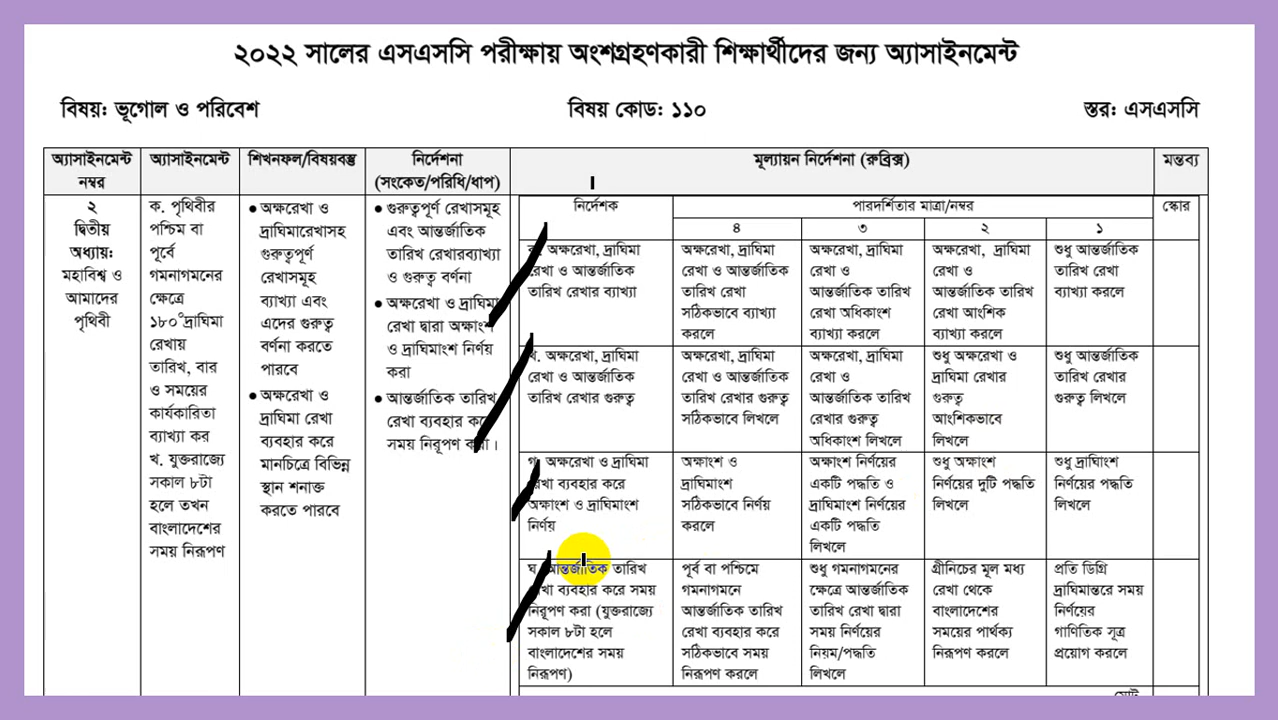 ২০২২ সালের এসএসসি পরীক্ষায় অংশগ্রহণকারী শিক্ষার্থীদের জন্য অ্যাসাইনমেন্ট
বিষয়: ভূগোল ও পরিবেশ
বিষয় কোড: ১১০
স্তর: এসএসসি
অ্যাসাইনমেন্ট
নম্বর
অ্যাসাইনমেন্ট
শিখনফল/বিষয়বস্তু
নির্দেশনা
(সংকেত/পরিধি/ধাপ)
মূল্যায়ন নির্দেশনা (রুব্রিক্স)
মন্তব্য
২
দ্বিতীয়
অধ্যায়:
মহাবিশ্ব ও
আমাদের
পৃথিবী
ক. পৃথিবীর
পশ্চিম বা
পূর্বে
গমনাগমনের
ক্ষেত্রে
১৮০°দ্রাঘিমা
রেখায়
তারিখ, বার
ও সময়ের
কার্যকারিতা
ব্যাখ্যা কর
খ. যুক্তরাজ্যে
সকাল ৮টা
হলে তখন
বাংলাদেশের
সময় নিরূপণ
● অক্ষরেখা ও
দ্রাঘিমারেখাসহ
গুরুত্বপূর্ণ
রেখাসমূহ
ব্যাখ্যা এবং
এদের গুরুত্ব
বর্ণনা করতে
পারবে
● অক্ষরেখা ও
দ্রাঘিমা রেখা
ব্যবহার করে
মানচিত্রে বিভিন্ন
স্থান শনাক্ত
করতে পারবে
● গুরুত্বপূর্ণ রেখাসমূহ
এবং আন্তর্জাতিক
তারিখ রেখারব্যাখ্যা
ও গুরুত্ব বর্ণনা
● অক্ষরেখা ও দ্রাঘিমা
রেখা দ্বারা অক্ষাংশ
ও দ্রাঘিমাংশ নির্ণয়
করা
● আন্তর্জাতিক তারিখ
রেখা ব্যবহার করে
সময় নিরূপণ করা।
নির্দেশক
পারদর্শিতার মাত্রা/নম্বর
স্কোর
৪
৩
২
১
ক. অক্ষরেখা, দ্রাঘিমা
রেখা ও আন্তর্জাতিক
তারিখ রেখার ব্যাখ্যা
অক্ষরেখা, দ্রাঘিমা
রেখা ও আন্তর্জাতিক
তারিখ রেখা
সঠিকভাবে ব্যাখ্যা
করলে
অক্ষরেখা, দ্রাঘিমা
রেখা ও
আন্তর্জাতিক তারিখ
রেখা অধিকাংশ
ব্যাখ্যা করলে
অক্ষরেখা, দ্রাঘিমা
রেখা ও
আন্তর্জাতিক তারিখ
রেখা আংশিক
ব্যাখ্যা করলে
শুধু আন্তর্জাতিক
তারিখ রেখা
ব্যাখ্যা করলে
খ. অক্ষরেখা, দ্রাঘিমা
রেখা ও আন্তর্জাতিক
তারিখ রেখার গুরুত্ব
অক্ষরেখা, দ্রাঘিমা
রেখা ও আন্তর্জাতিক
তারিখ রেখার গুরুত্ব
সঠিকভাবে লিখলে
অক্ষরেখা, দ্রাঘিমা
রেখা ও
আন্তর্জাতিক তারিখ
রেখার গুরুত্ব
অধিকাংশ লিখলে
শুধু অক্ষরেখা ও
দ্রাঘিমা রেখার
গুরুত্ব
আংশিকভাবে
লিখলে
শুধু আন্তর্জাতিক
তারিখ রেখার
গুরুত্ব লিখলে
গ. অক্ষরেখা ও দ্রাঘিমা
রেখা ব্যবহার করে
অক্ষাংশ ও দ্রাঘিমাংশ
নির্ণয়
অক্ষাংশ ও
দ্রাঘিমাংশ
সঠিকভাবে নির্ণয়
করলে
অক্ষাংশ নির্ণয়ের
একটি পদ্ধতি ও
দ্রাঘিমাংশ নির্ণয়ের
একটি পদ্ধতি
লিখলে
শুধু অক্ষাংশ
নির্ণয়ের দুটি পদ্ধতি
লিখলে
শুধু দ্রাঘিাংশ
নির্ণয়ের পদ্ধতি
লিখলে
ঘ. আন্তর্জাতিক তারিখ
রেখা ব্যবহার করে সময়
নিরূপণ করা (যুক্তরাজ্যে
সকাল ৮টা হলে
বাংলাদেশের সময়
নিরূপণ)
পূর্ব বা পশ্চিমে
গমনাগমনে
আন্তর্জাতিক তারিখ
রেখা ব্যবহার করে
সঠিকভাবে সময়
নিরূপণ করলে
শুধু গমনাগমনের
ক্ষেত্রে আন্তর্জাতিক
তারিখ রেখা দ্বারা
সময় নির্ণয়ের
নিয়ম/পদ্ধতি
লিখলে
গ্রীনিচের মূল মধ্য
রেখা থেকে
বাংলাদেশের
সময়ের পার্থক্য
নিরূপণ করলে
প্রতি ডিগ্রি
দ্রাঘিমান্তরে সময়
নির্ণয়ের
গাণিতিক সূত্র
প্রয়োগ করলে